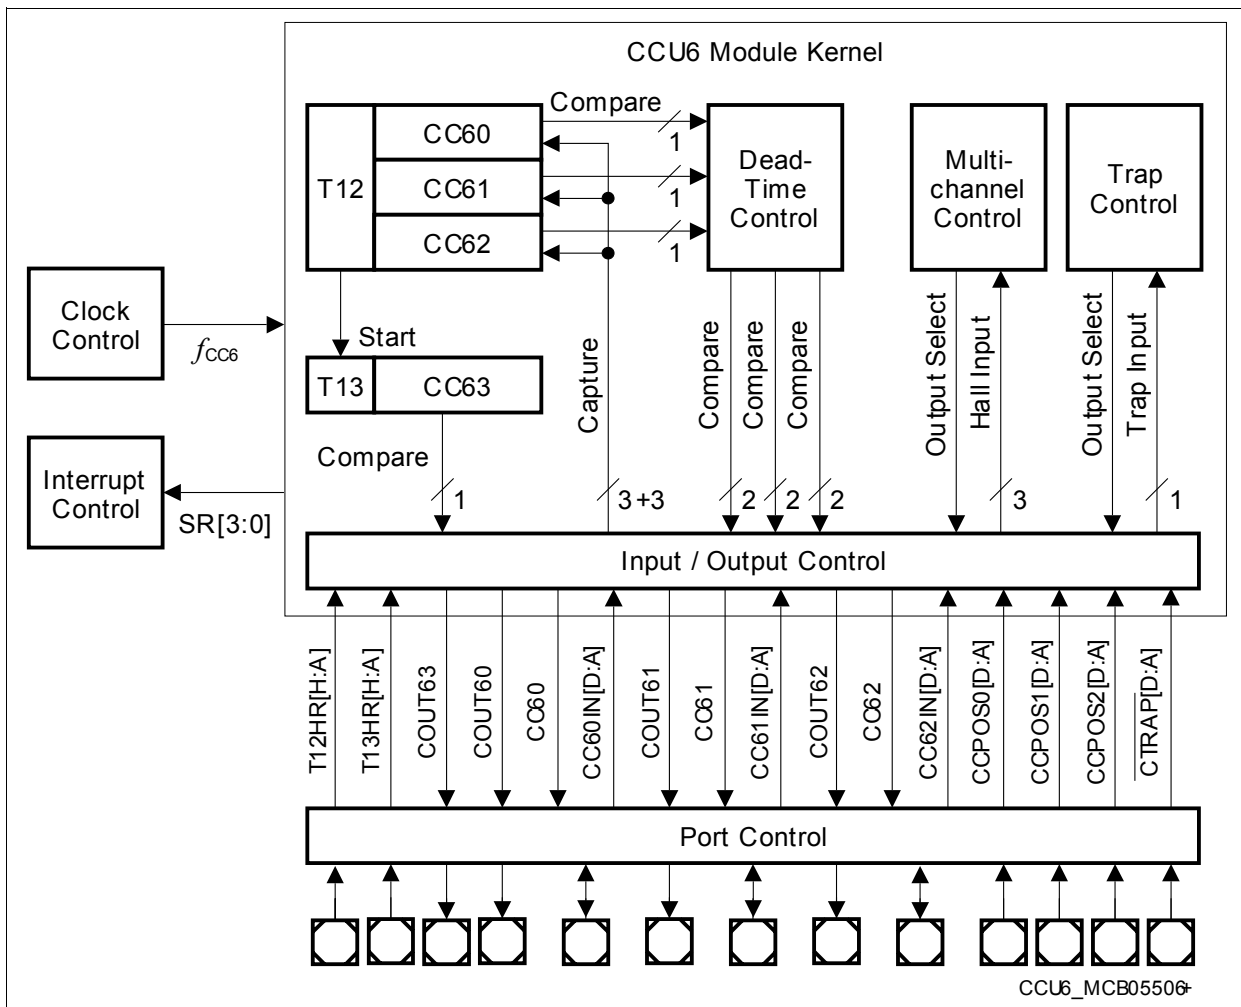 CCU6 Module Kernel
Compare
CC60
1
T12
CC61
1
CC62
1
Dead-
Time
Control
Multi-
channel
Control
Trap
Control
Clock
Control
fCC6
Start
T13
CC63
Capture
Compare
Compare
Compare
Output Select
Hall Input
Output Select
Trap Input
Interrupt
Control
SR[3:0]
Compare
1
3+3
2
2
2
3
1
Input / Output Control
T12HR[H:A]
T13HR[H:A]
COUT63
COUT60
CC60
CC60IN[D:A]
COUT61
CC61
CC61IN[D:A]
COUT62
CC62
CC62IN[D:A]
CCPOS0[D:A]
CCPOS1[D:A]
CCPOS2[D:A]
CTRAP[D:A]
Port Control
CCU6_MCB05506+